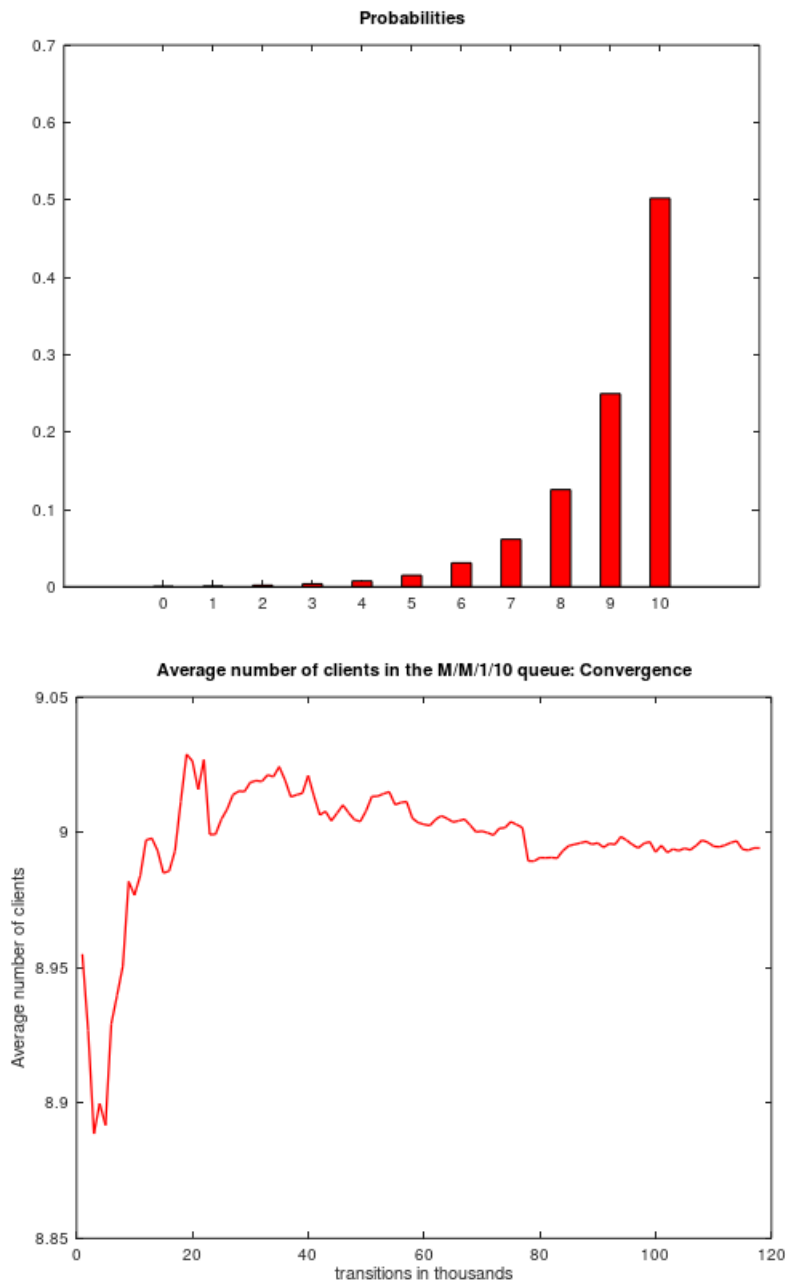 Probabilities
0.7
0.6
0.5
0.4
0.3
0.2
0.1
0
0 1 2 3 4 5 6 7 8 9 10
Average number of clients in the M/M/1/10 queue: Convergence
9.05
9
8.95
8.9
8.85
Average number of clients
0 20 40 60 80 100 120
transitions in thousands